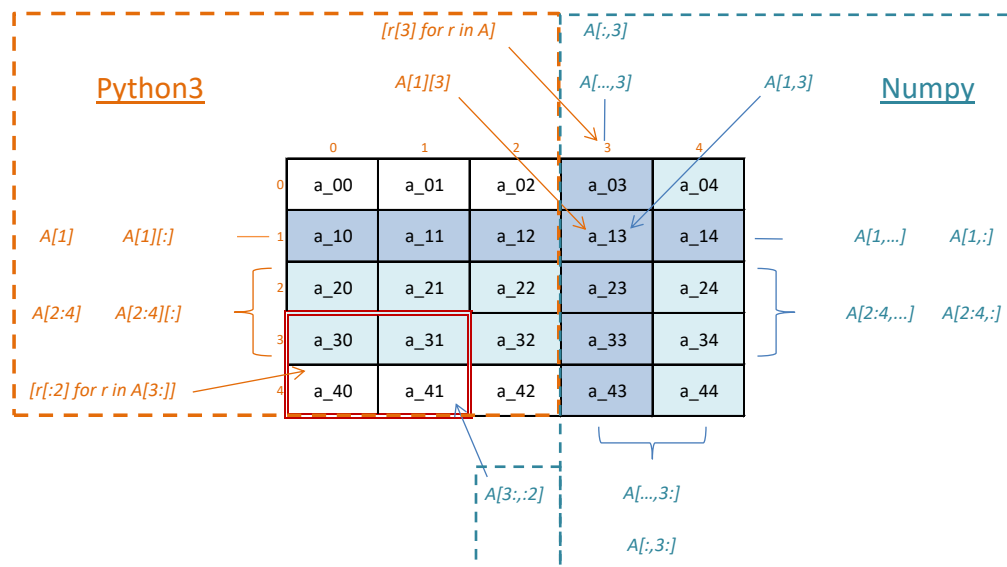 [r[3] for r in A] A[:,3]
Python3 A[1][3] A[…,3] A[1,3] Numpy
0 1 2 3 4
0 a_00 a_01 a_02 a_03 a_04
A[1] A[1][:] 1 a_10 a_11 a_12 a_13 a_14 A[1,…] A[1,:]
2 a_20 a_21 a_22 a_23 a_24
A[2:4] A[2:4][:] A[2:4,…] A[2:4,:]
3 a_30 a_31 a_32 a_33 a_34
[r[:2] for r in A[3:]] 4 a_40 a_41 a_42 a_43 a_44
A[3:,:2] A[…,3:]
A[:,3:]